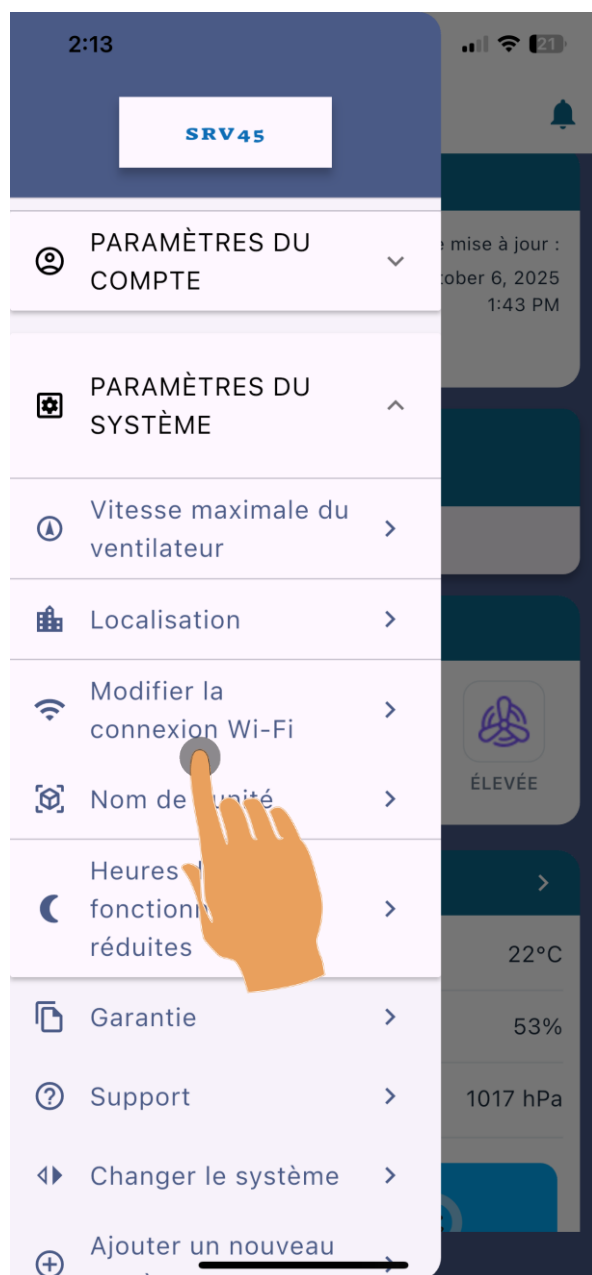 2:13
21
SRV45
PARAMÈTRES DU
COMPTE
mise à jour :
ober 6, 2025
1:43 PM
PARAMÈTRES DU
SYSTÈME
Vitesse maximale du
ventilateur
Localisation
Modifier la
connexion Wi-Fi
ÉLEVÉE
Nom de unité
Heures
fonctionn
réduites
22°C
Garantie
53%
Support
1017 hPa
Changer le système
Ajouter un nouveau